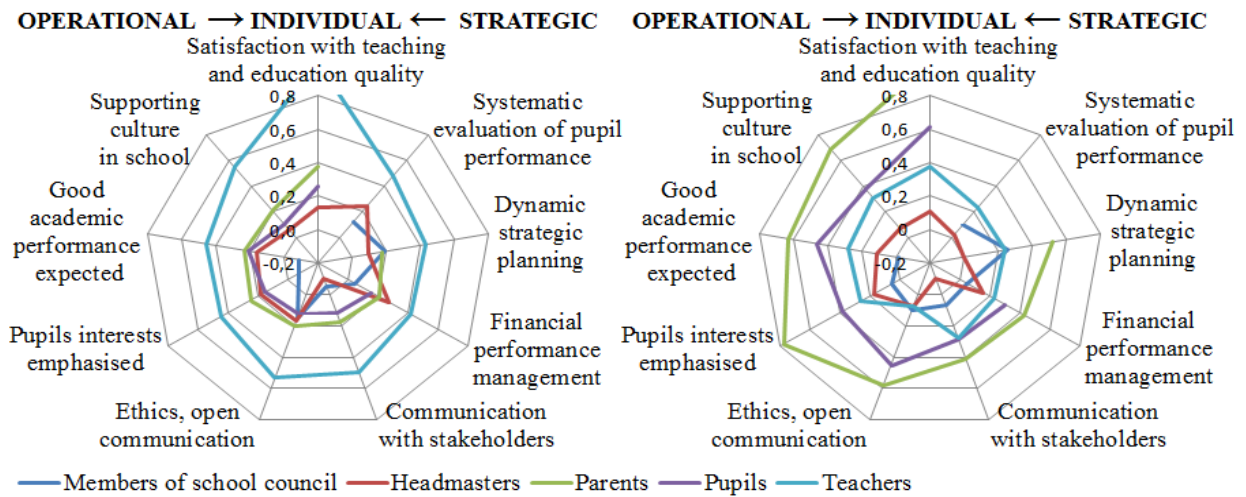 OPERATIONAL → INDIVIDUAL ← STRATEGIC
Satisfaction with teaching
and education quality
Supporting
culture
in school
Systematic
evaluation of pupil
performance
Good
academic
performance
expected
Dynamic
strategic
planning
Pupils interests
emphasised
Financial
performance
management
Ethics, open
communication
Communication
with stakeholders
0,8
0,6
0,4
0,2
0,0
-0,2
OPERATIONAL → INDIVIDUAL ← STRATEGIC
Satisfaction with teaching
and education quality
Supporting
culture
in school
Systematic
evaluation of pupil
performance
Good
academic
performance
expected
Dynamic
strategic
planning
Pupils interests
emphasised
Financial
performance
management
Ethics, open
communication
Communication
with stakeholders
0,8
0,6
0,4
0,2
0
-0,2
Members of school council Headmasters Parents Pupils Teachers